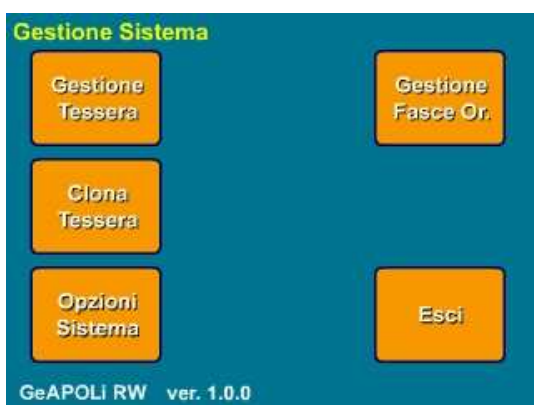 Gestione Sistema
Gestione
Tessera
Gestione
Fasce Or.
Clona
Tessera
Opzioni
Sistema
Esci
GeAPOLi RW ver. 1.0.0